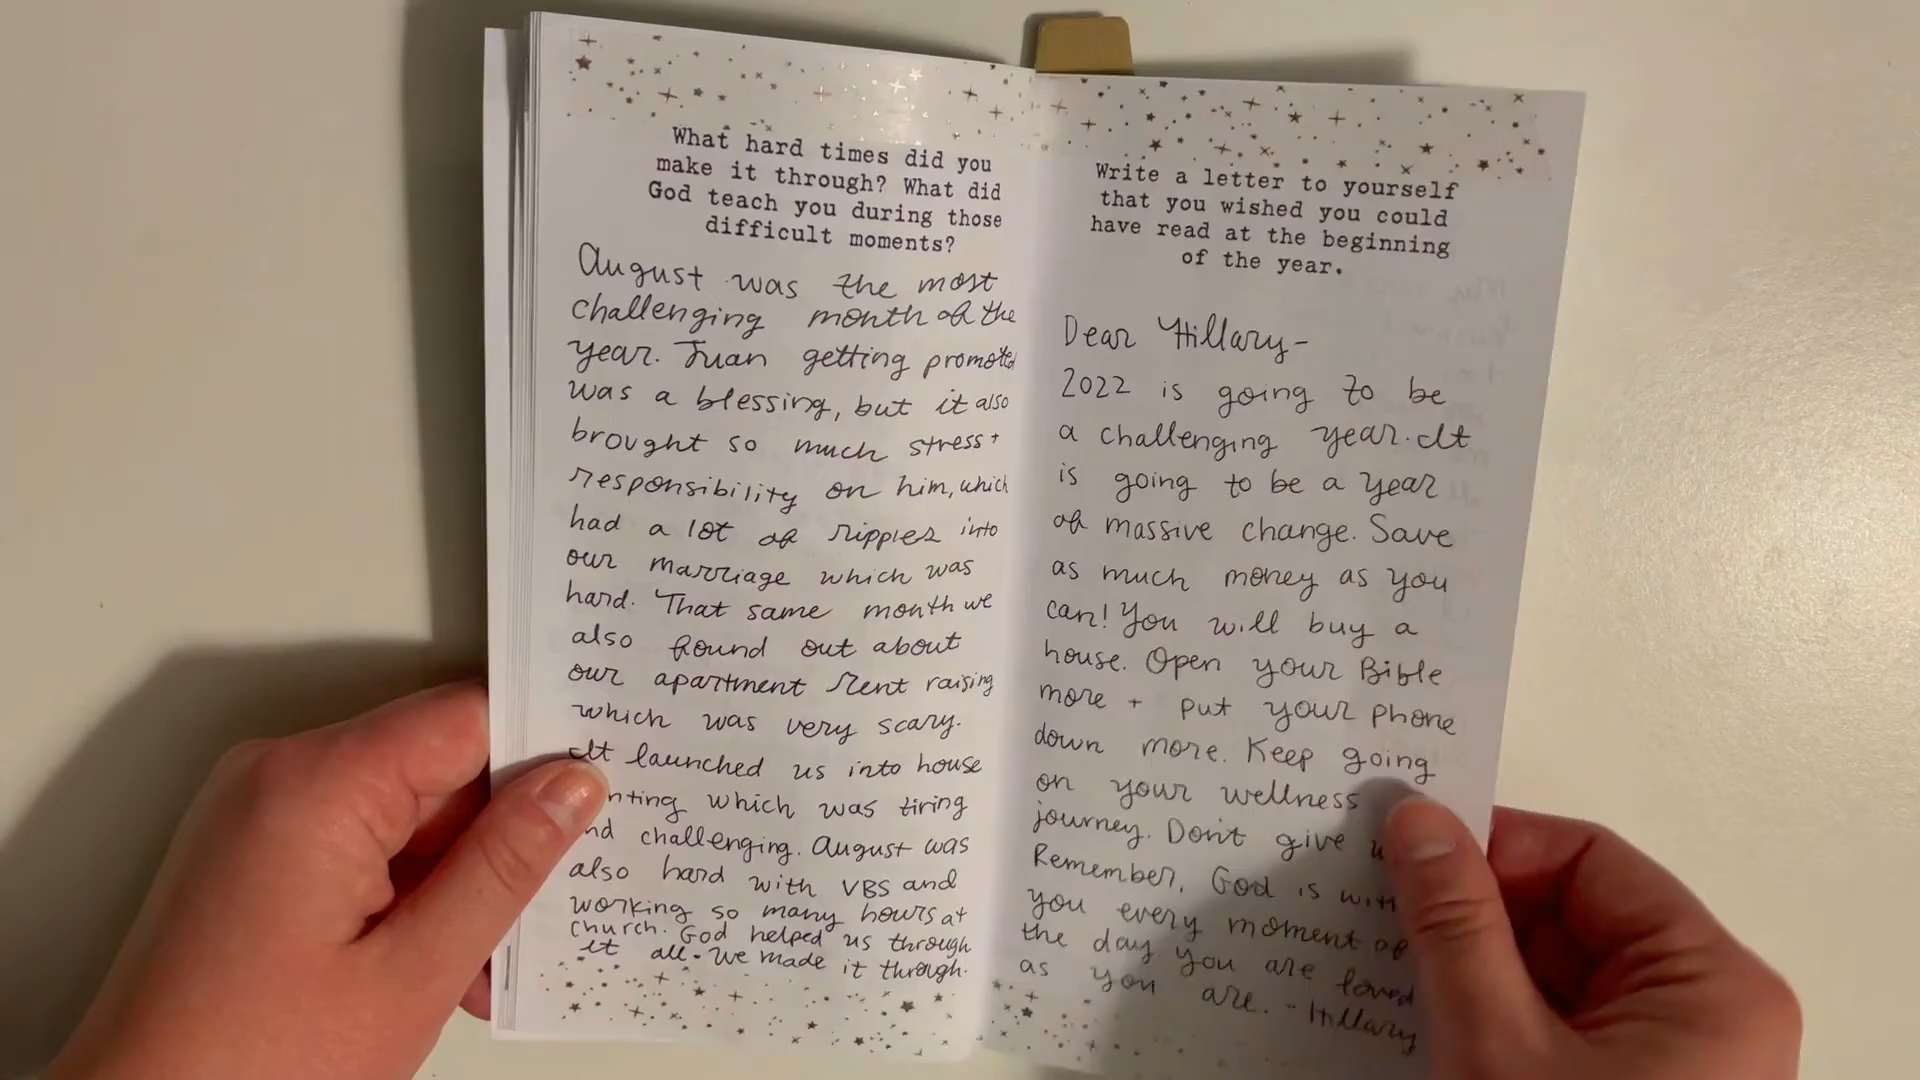 What hard times did you
make it through? What did
God teach you during those
difficult moments?
August was the most
challenging month of the
year. Juan getting promoted
was a blessing, but it also
brought so much stress +
responsibility on him, which
had a lot of ripples into
our marriage which was
hard. That same month we
also found out about
our apartment rent raising
which was very scary.
It launched us into house
nting which was tiring
nd challenging. August was
also hard with VBS and
working so many hours at
church. God helped us through
it all. We made it through.
Write a letter to yourself
that you wished you could
have read at the beginning
of the year.
Dear Hillary-
2022 is going to be
a challenging year. It
is going to be a year
of massive change. Save
as much money as you
can! You will buy a
house. Open your Bible
more + put your phone
down more. Keep going
on your wellness
journey. Don't give
Remember, God is with
you every moment of
the day you are loved
as you are. -Hillary